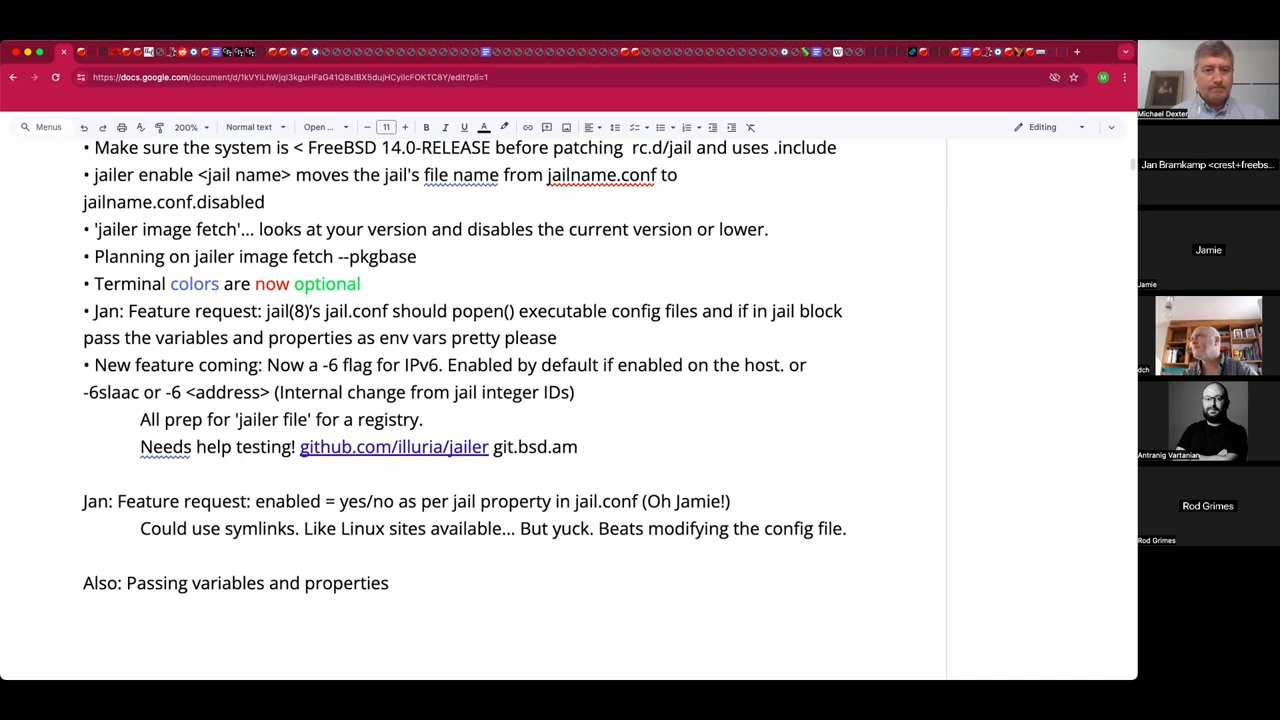 https://docs.google.com/document/d/1kVYiLhWjql3kguHFaG41Q8xlBX5dujHCyiIcFOKTC8Y/edit?pli=1
M
Menus
200%
Normal text
Open ...
11
B
I
U
A
Editing
• Make sure the system is < FreeBSD 14.0-RELEASE before patching rc.d/jail and uses .include
• jailer enable <jail name> moves the jail's file name from jailname.conf to
jailname.conf.disabled
• 'jailer image fetch'... looks at your version and disables the current version or lower.
• Planning on jailer image fetch --pkgbase
• Terminal colors are now optional
• Jan: Feature request: jail(8)'s jail.conf should popen() executable config files and if in jail block
pass the variables and properties as env vars pretty please
• New feature coming: Now a -6 flag for IPv6. Enabled by default if enabled on the host. or
-6slaac or -6 <address> (Internal change from jail integer IDs)
All prep for 'jailer file' for a registry.
Needs help testing! github.com/illuria/jailer git.bsd.am
Jan: Feature request: enabled = yes/no as per jail property in jail.conf (Oh Jamie!)
Could use symlinks. Like Linux sites available... But yuck. Beats modifying the config file.
Also: Passing variables and properties
Michael Dexter
Jan Bramkamp <crest+freebs...
Jamie
Jamie
dch
Antranig Vartanian
Rod Grimes
Rod Grimes